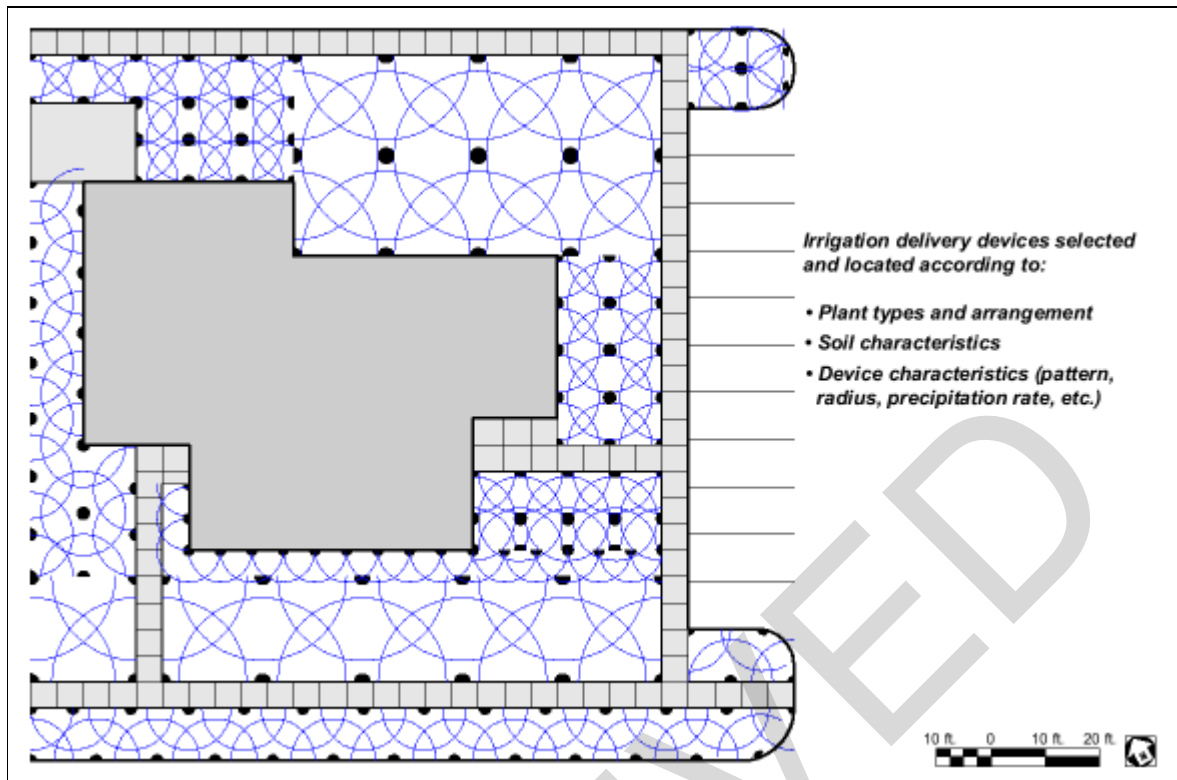 Irrigation delivery devices selected
and located according to:
• Plant types and arrangement
• Soil characteristics
• Device characteristics (pattern,
radius, precipitation rate, etc.)
10 ft. 0 10 ft. 20 ft.